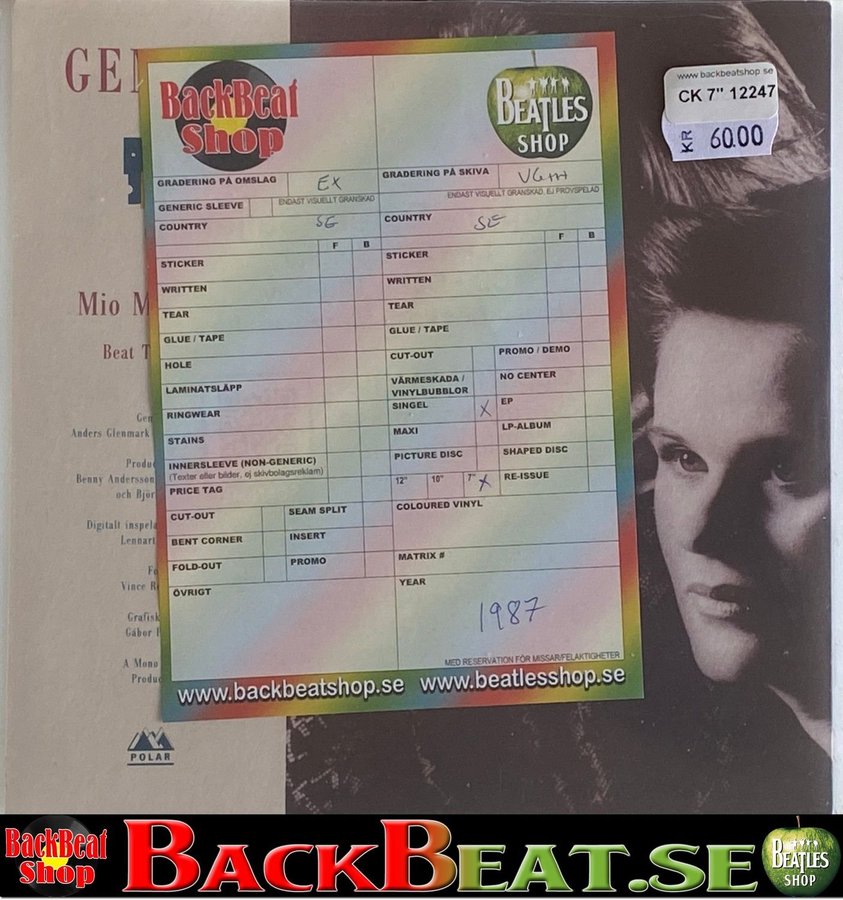 GE
Mio M
Beat T
Gem
Anders Glenmark
Produ
Benny Andersson
och Björ
Digitalt inspela
Lennart
Fo
Vince R
Grafisk
Gábor
A Mono
Produ
POLAR
BackBeat
Shop
BEATLES
SHOP
www.backbeatshop.se
CK 7" 12247
KR 60.00
GRADERING PÅ OMSLAG EX
ENDAST VISUELLT GRANSKAD
GENERIC SLEEVE
COUNTRY SE
F B
STICKER
WRITTEN
TEAR
GLUE / TAPE
HOLE
LAMINATSLÄPP
RINGWEAR
STAINS
INNERSLEEVE (NON-GENERIC)
(Texter eller bilder, ej skivbolagsreklam)
PRICE TAG
CUT-OUT SEAM SPLIT
BENT CORNER INSERT
FOLD-OUT PROMO
ÖVRIGT
GRADERING PÅ SKIVA VG++
ENDAST VISUELLT GRANSKAD, EJ PROVSPELAD
COUNTRY SE
F B
STICKER
WRITTEN
TEAR
GLUE / TAPE
CUT-OUT PROMO / DEMO
VÄRMESKADA / NO CENTER
VINYLBUBBLOR
SINGEL X EP
MAXI LP-ALBUM
PICTURE DISC SHAPED DISC
12" 10" 7" X RE-ISSUE
COLOURED VINYL
MATRIX #
YEAR
1987
MED RESERVATION FÖR MISSAR/FELAKTIGHETER
www.backbeatshop.se www.beatlesshop.se
BackBeat
Shop
BACKBEAT.SE
BEATLES
SHOP